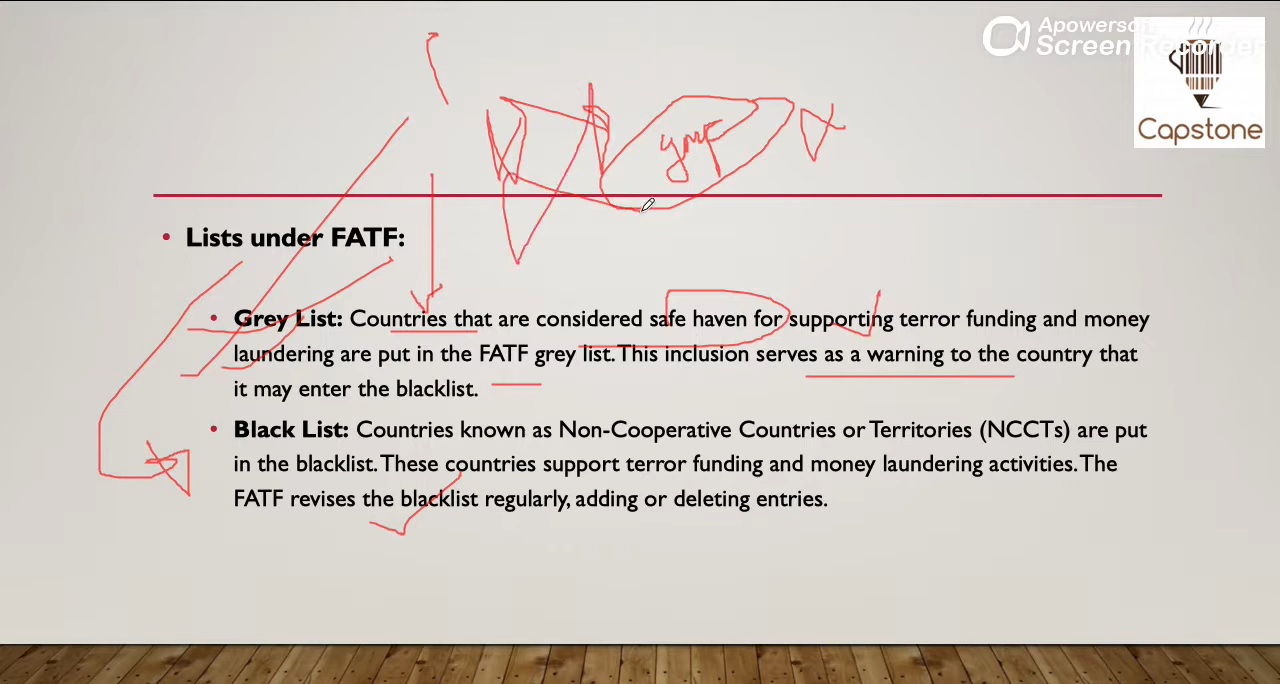 Apowersoft
Screen Recorder
Capstone
• Lists under FATF:
• Grey List: Countries that are considered safe haven for supporting terror funding and money
laundering are put in the FATF grey list. This inclusion serves as a warning to the country that
it may enter the blacklist.
• Black List: Countries known as Non-Cooperative Countries or Territories (NCCTs) are put
in the blacklist. These countries support terror funding and money laundering activities. The
FATF revises the blacklist regularly, adding or deleting entries.